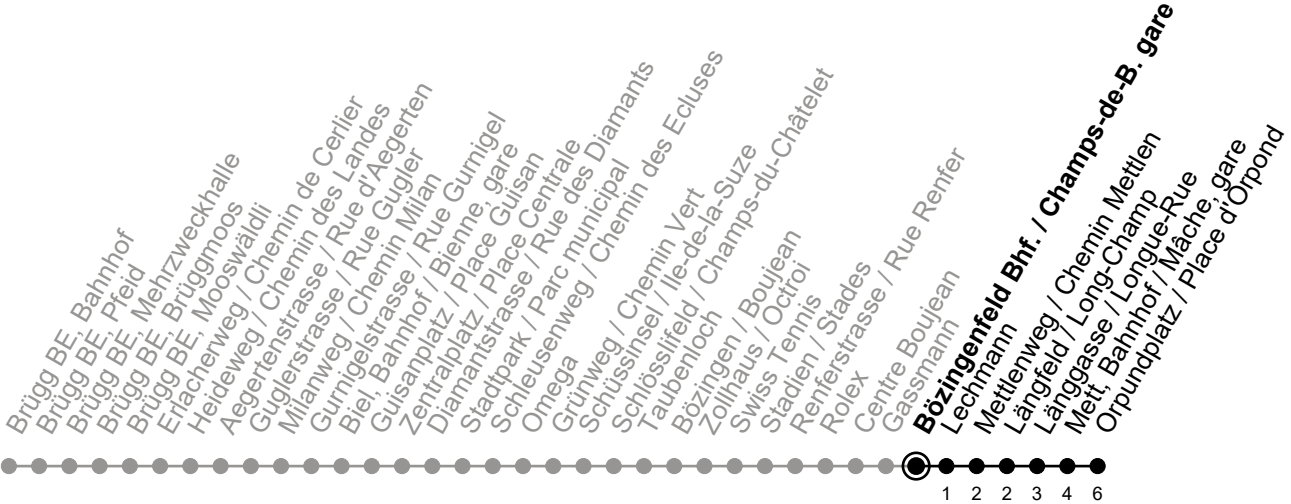 Brügg BE, Bahnhof
Brügg BE, Pfeid
Brügg BE, Mehrzweckhalle
Brügg BE, Brüggmoos
Brügg BE, Mooswäldli
Erlacherweg / Chemin de Cerlier
Heideweg / Chemin des Landes
Aegertenstrasse / Rue d'Aegerten
Guglerstrasse / Rue Gugler
Milanweg / Chemin Milan
Gurnigelstrasse / Rue Gurnigel
Biel, Bahnhof / Bienne, gare
Guisanplatz / Place Guisan
Zentralplatz / Place Centrale
Diamantstrasse / Rue des Diamants
Stadtpark / Parc municipal
Schleusenweg / Chemin des Ecluses
Omega
Grünweg / Chemin Vert
Schüssinsel / Ile-de-la-Suze
Schlösslifeld / Champs-du-Châtelet
Taubenloch
Bözingen / Boujean
Zollhaus / Octroi
Swiss Tennis
Stadien / Stades
Renferstrasse / Rue Renfer
Rolex
Centre Boujean
Gassmann
Bözingenfeld Bhf. / Champs-de-B. gare
Lechmann
Mettlenweg / Chemin Mettlen
Längfeld / Long-Champ
Länggasse / Longue-Rue
Mett, Bahnhof / Mâche, gare
Orpundplatz / Place d'Orpond
1 2 2 3 4 6